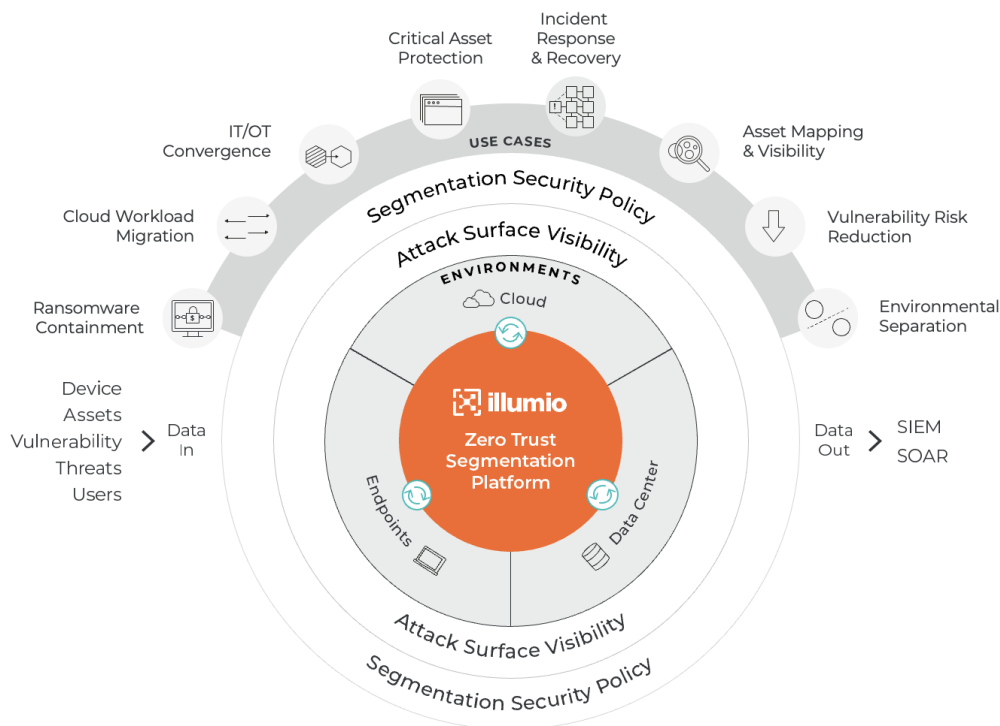 Incident
Response
& Recovery
Critical Asset
Protection
IT/OT
Convergence
USE CASES
Asset Mapping
& Visibility
Cloud Workload
Migration
Segmentation Security Policy
Vulnerability Risk
Reduction
Attack Surface Visibility
ENVIRONMENTS
Cloud
Ransomware
Containment
$
!
Environmental
Separation
illumio
Zero Trust
Segmentation
Platform
Device
Assets
Vulnerability
Threats
Users
> Data
In
Data
Out >
SIEM
SOAR
Endpoints
Data Center
Attack Surface Visibility
Segmentation Security Policy